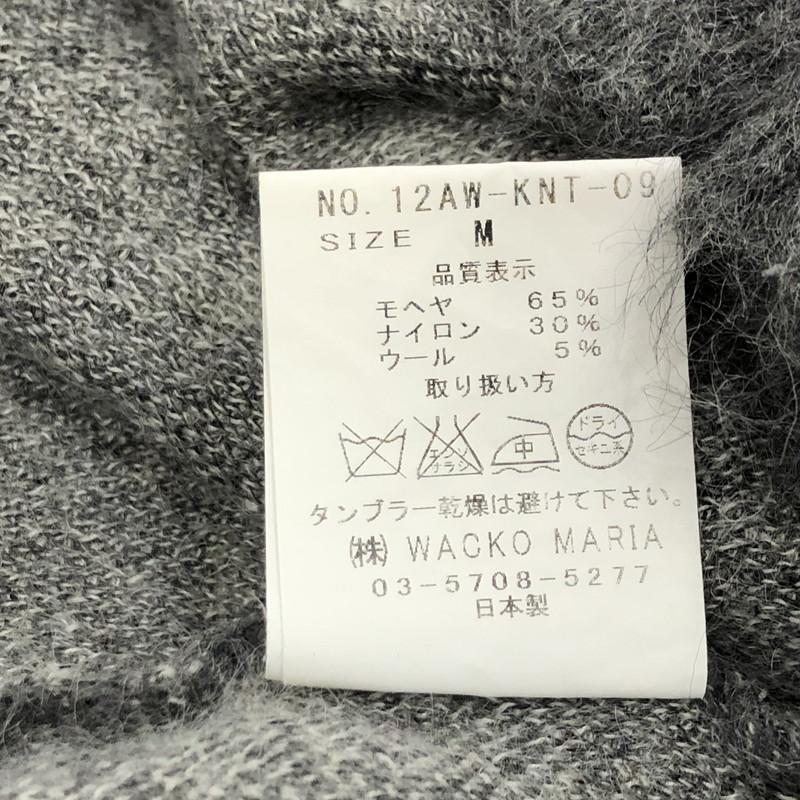 NO. 12AW-KNT-09
SIZE M
品質表示
モヘヤ 65%
ナイロン 30%
ウール 5%
取り扱い方
エンソ
サラシ
中
ドライ
セキユ系
タンブラー乾燥は避けて下さい。
㈱ WACKO MARIA
03-5708-5277
日本製